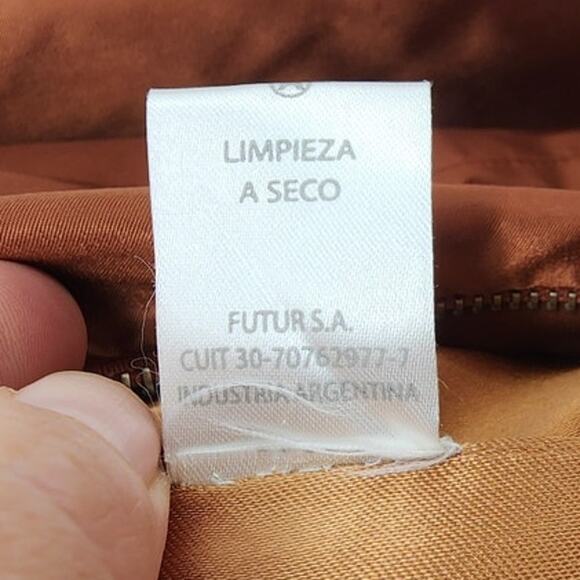 LIMPIEZA
A SECO
FUTUR S.A.
CUIT 30-70762977-7
INDUSTRIA ARGENTINA